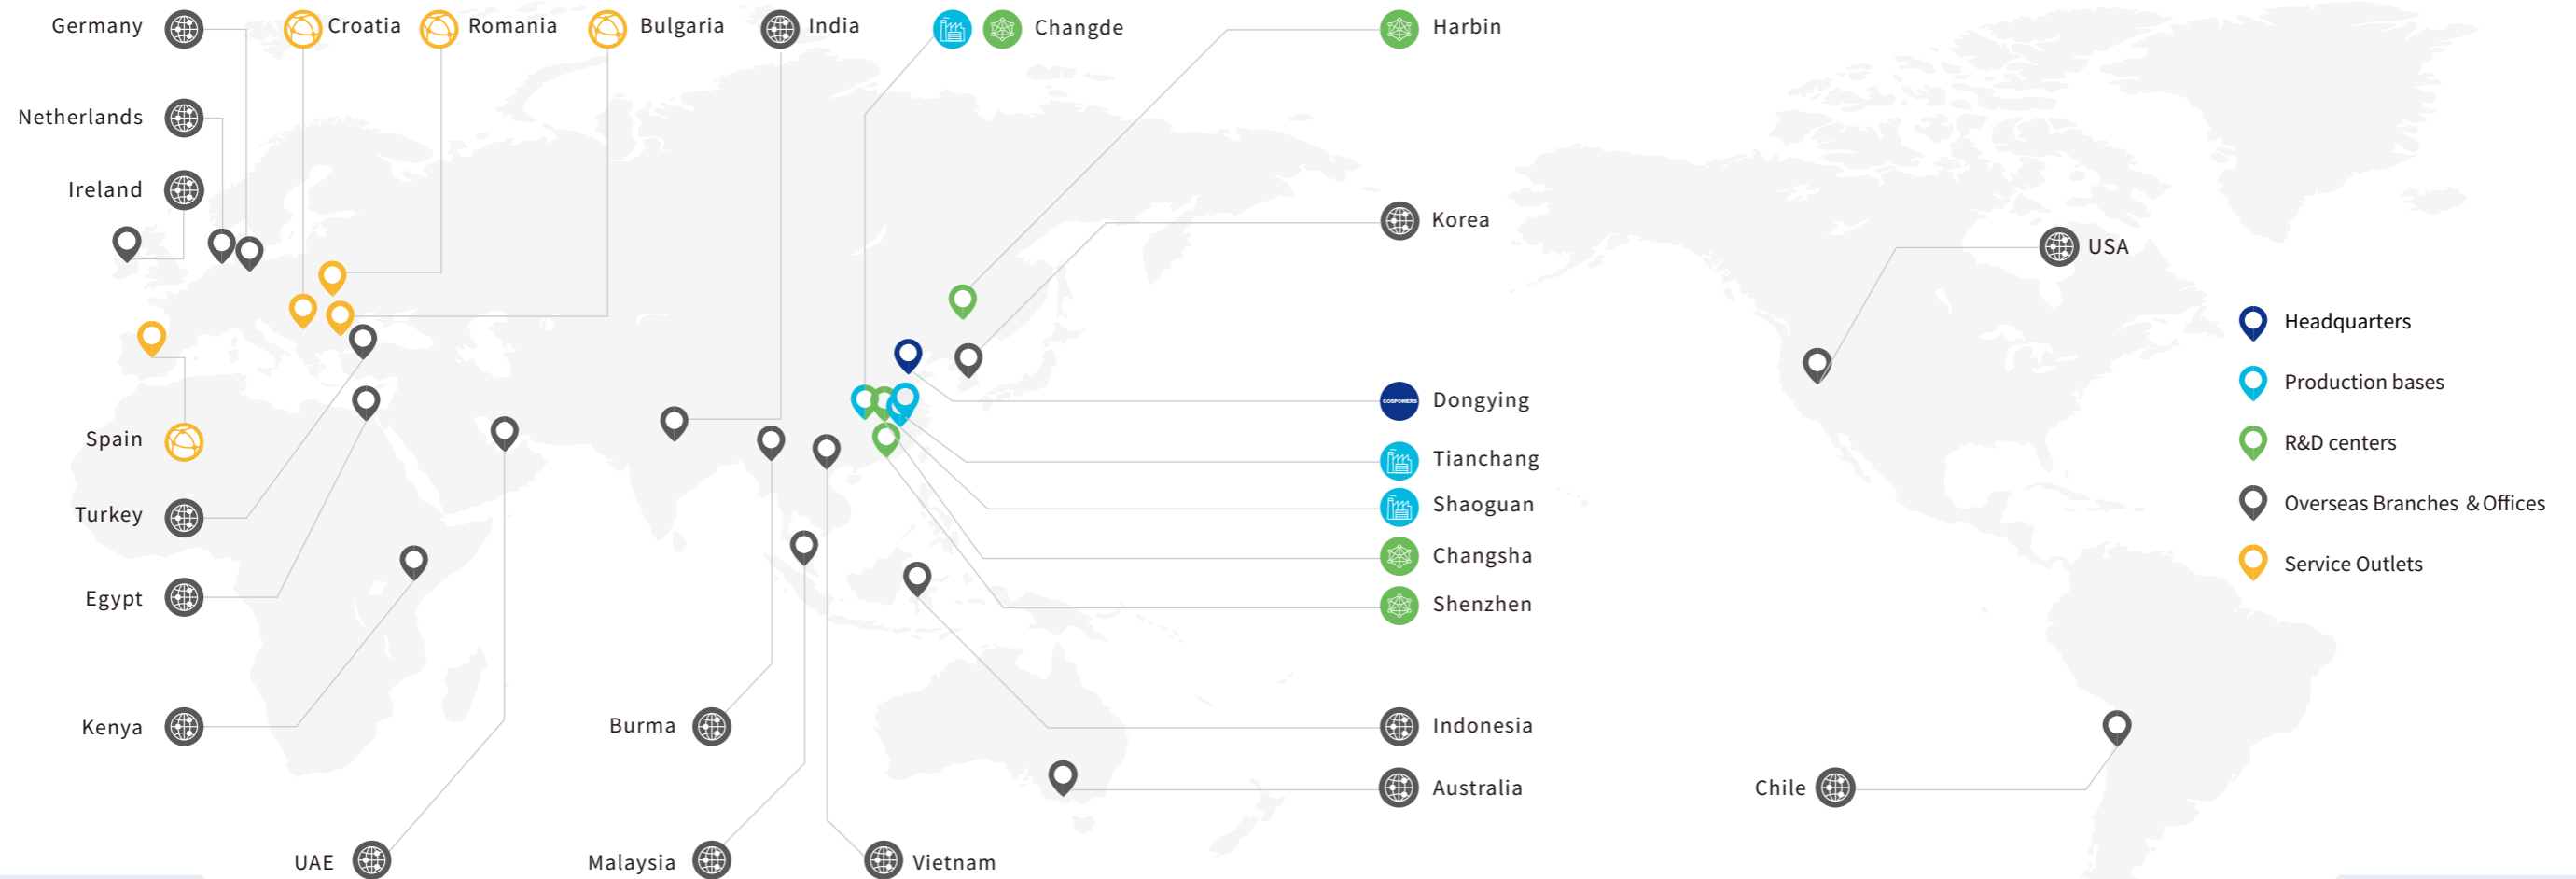 Germany
Croatia
Romania
Bulgaria
India
Changde
Harbin
Netherlands
Ireland
Korea
USA
Headquarters
Production bases
Dongying
COSPOWERS
R&D centers
Spain
Tianchang
Overseas Branches & Offices
Shaoguan
Turkey
Changsha
Service Outlets
Egypt
Shenzhen
Kenya
Burma
Indonesia
Australia
Chile
UAE
Malaysia
Vietnam